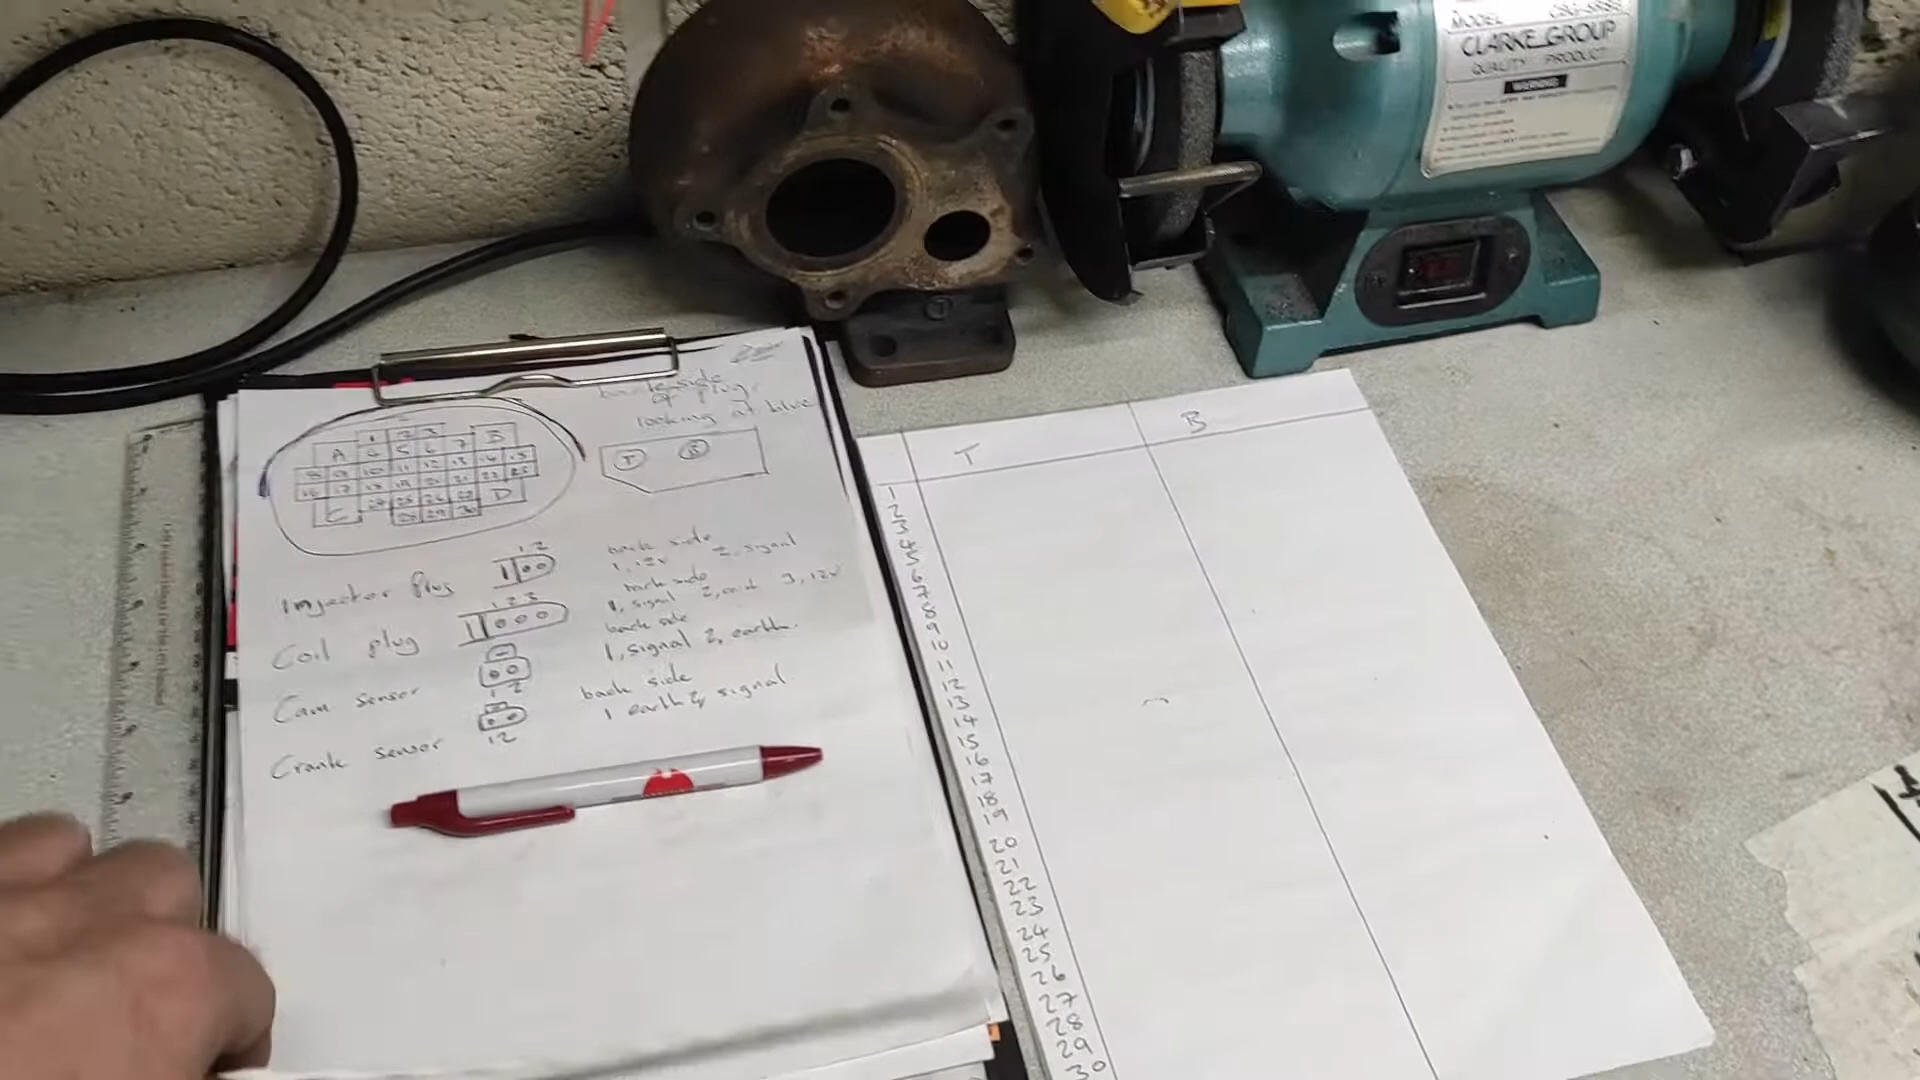 MODEL
CLARKE GROUP
QUALITY PRODUCT
WARNING
side
of plug
looking at blue
1 2 3
A 4 5 6 7 B
8 9 10 11 12 13 14 15
16 17 18 19 20 21 22 23
C 24 25 26 27 D
28 29 30
T
1 2
back side
1, 12v 2, signal
Injector Plug
1 2 3
back side
1, signal 2, 3, 12v
Coil plug
back side
1, signal 2, earth.
Cam sensor
1 2
back side
1 earth 2, signal
Crank sensor
1 2
T B
1
2
3
4
5
6
7
8
9
10
11
12
13
14
15
16
17
18
19
20
21
22
23
24
25
26
27
28
29
30